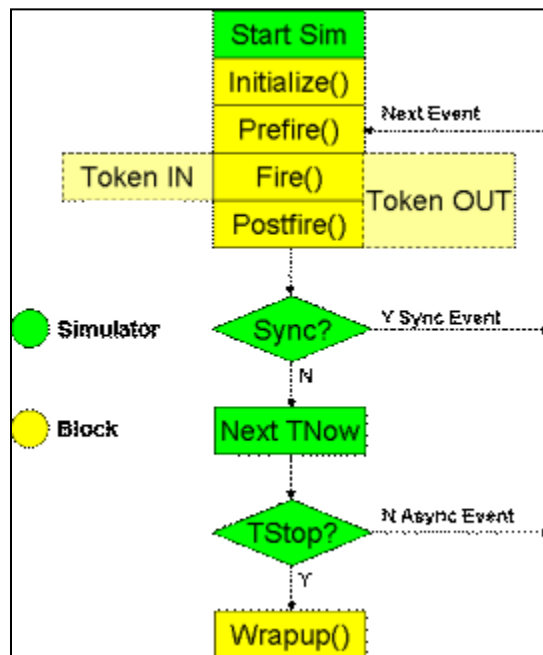 Start Sim
Initialize()
Next Event
Prefire()
Token IN
Fire()
Token OUT
Postfire()
Simulator
Sync?
Y Sync Event
N
Block
Next TNow
TStop?
N Async Event
Y
Wrapup()